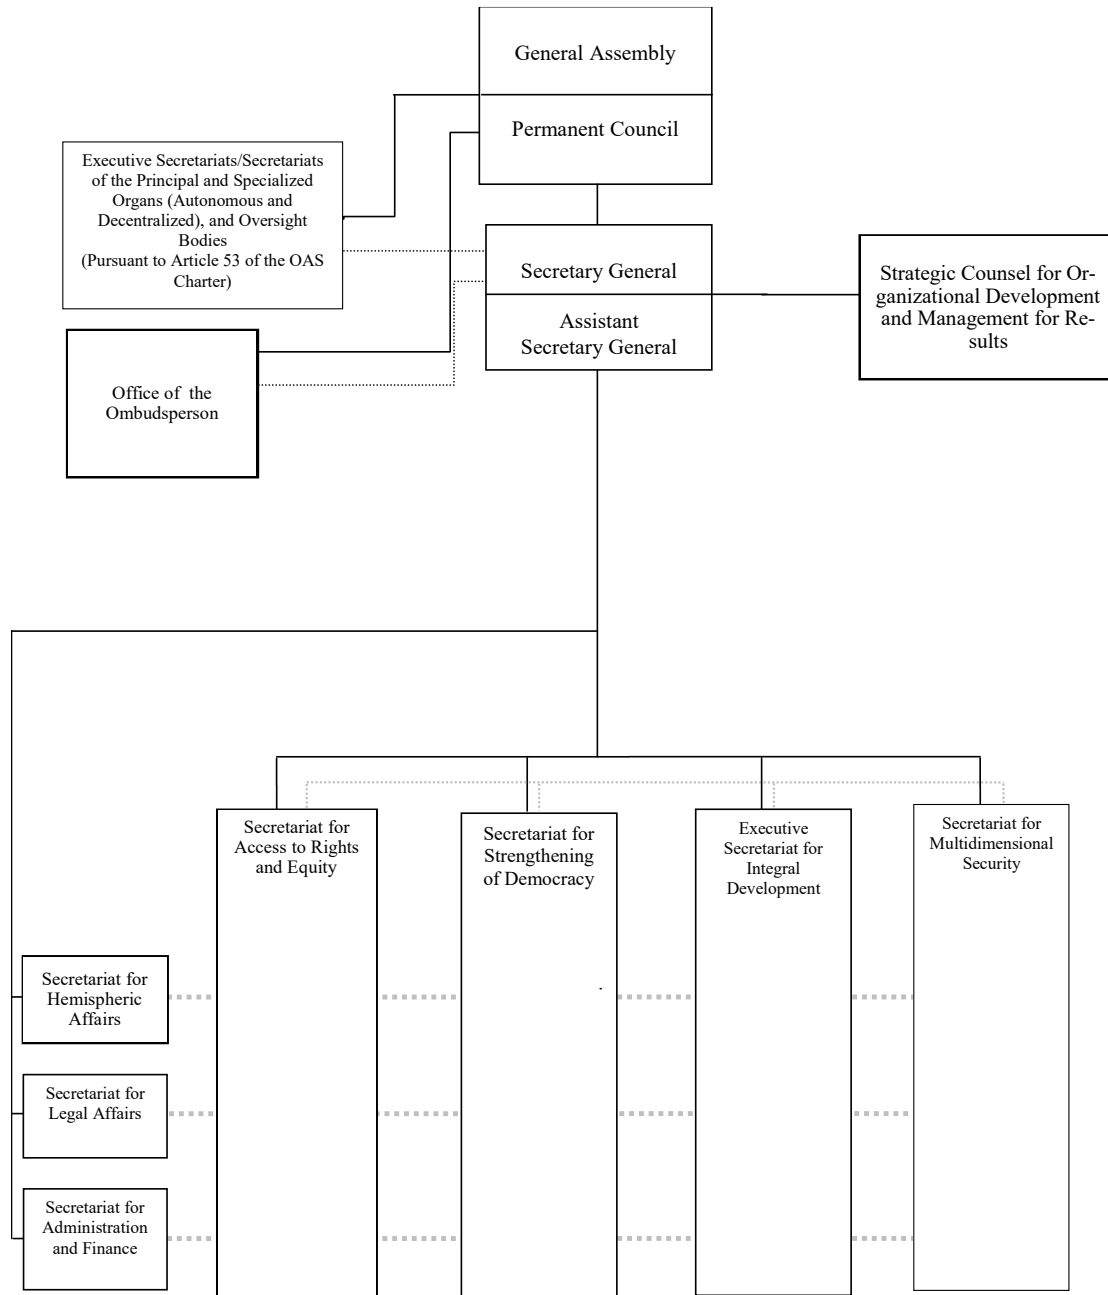 General Assembly
Permanent Council
Executive Secretariats/Secretariats
of the Principal and Specialized
Organs (Autonomous and
Decentralized), and Oversight
Bodies
(Pursuant to Article 53 of the OAS
Charter)
Secretary General
Assistant
Secretary General
Strategic Counsel for Or-
ganizational Development
and Management for Re-
sults
Office of  the
Ombudsperson
Secretariat for
Access to Rights
and Equity
Secretariat for
Strengthening
of Democracy
Executive
Secretariat for
Integral
Development
Secretariat for
Multidimensional
Security
Secretariat for
Hemispheric
Affairs
Secretariat for
Legal Affairs
Secretariat for
Administration
and Finance